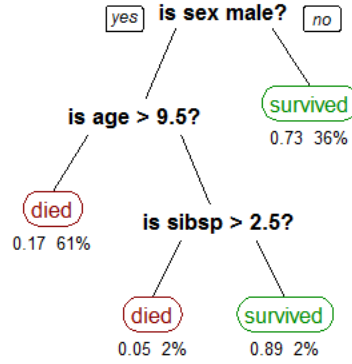 yes is sex male? no
is age > 9.5? survived
0.73 36%
died
0.17 61%
is sibsp > 2.5?
died survived
0.05 2% 0.89 2%